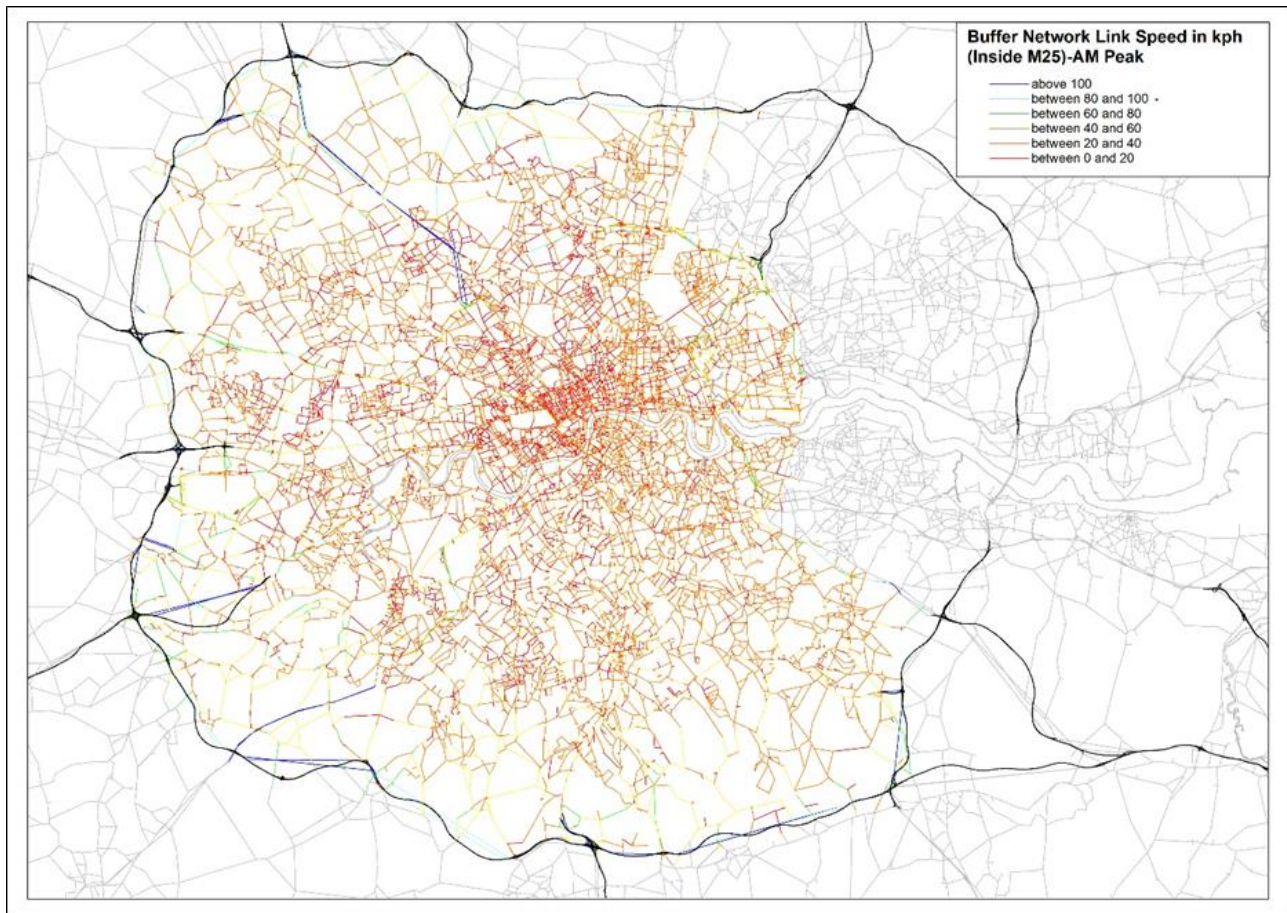 Buffer Network Link Speed in kph
(Inside M25)-AM Peak
above 100
between 80 and 100
between 60 and 80
between 40 and 60
between 20 and 40
between 0 and 20